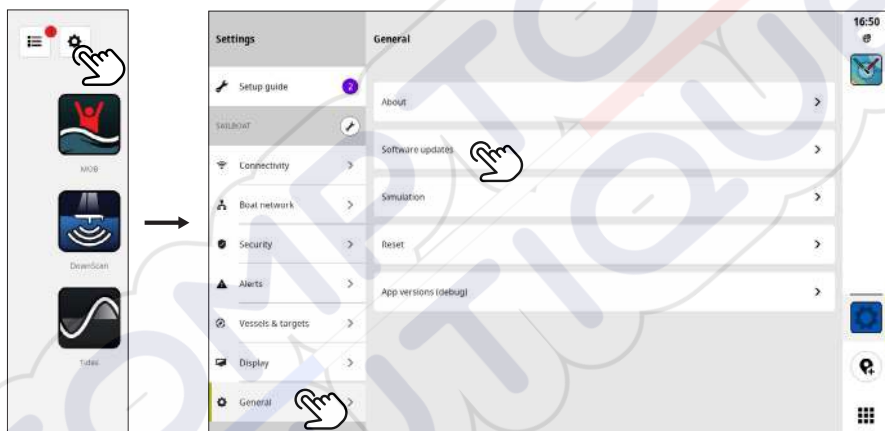 MOB
DownScan
Tides
Settings
Setup guide
2
SAILBOAT
Connectivity
Boat network
Security
Alerts
Vessels & targets
Display
General
General
About
Software updates
Simulation
Reset
App versions (debug)
16:50